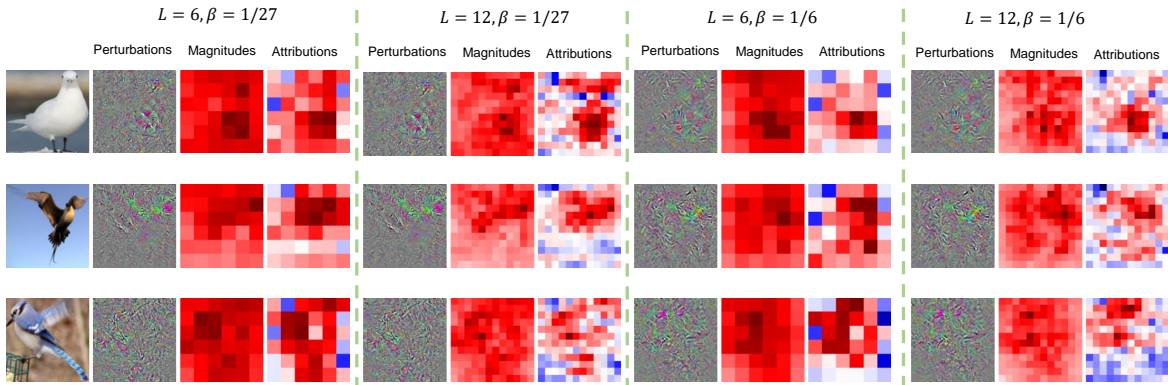 L = 6, β = 1/27
L = 12, β = 1/27
L = 6, β = 1/6
L = 12, β = 1/6
Perturbations Magnitudes Attributions
Perturbations Magnitudes Attributions
Perturbations Magnitudes Attributions
Perturbations Magnitudes Attributions